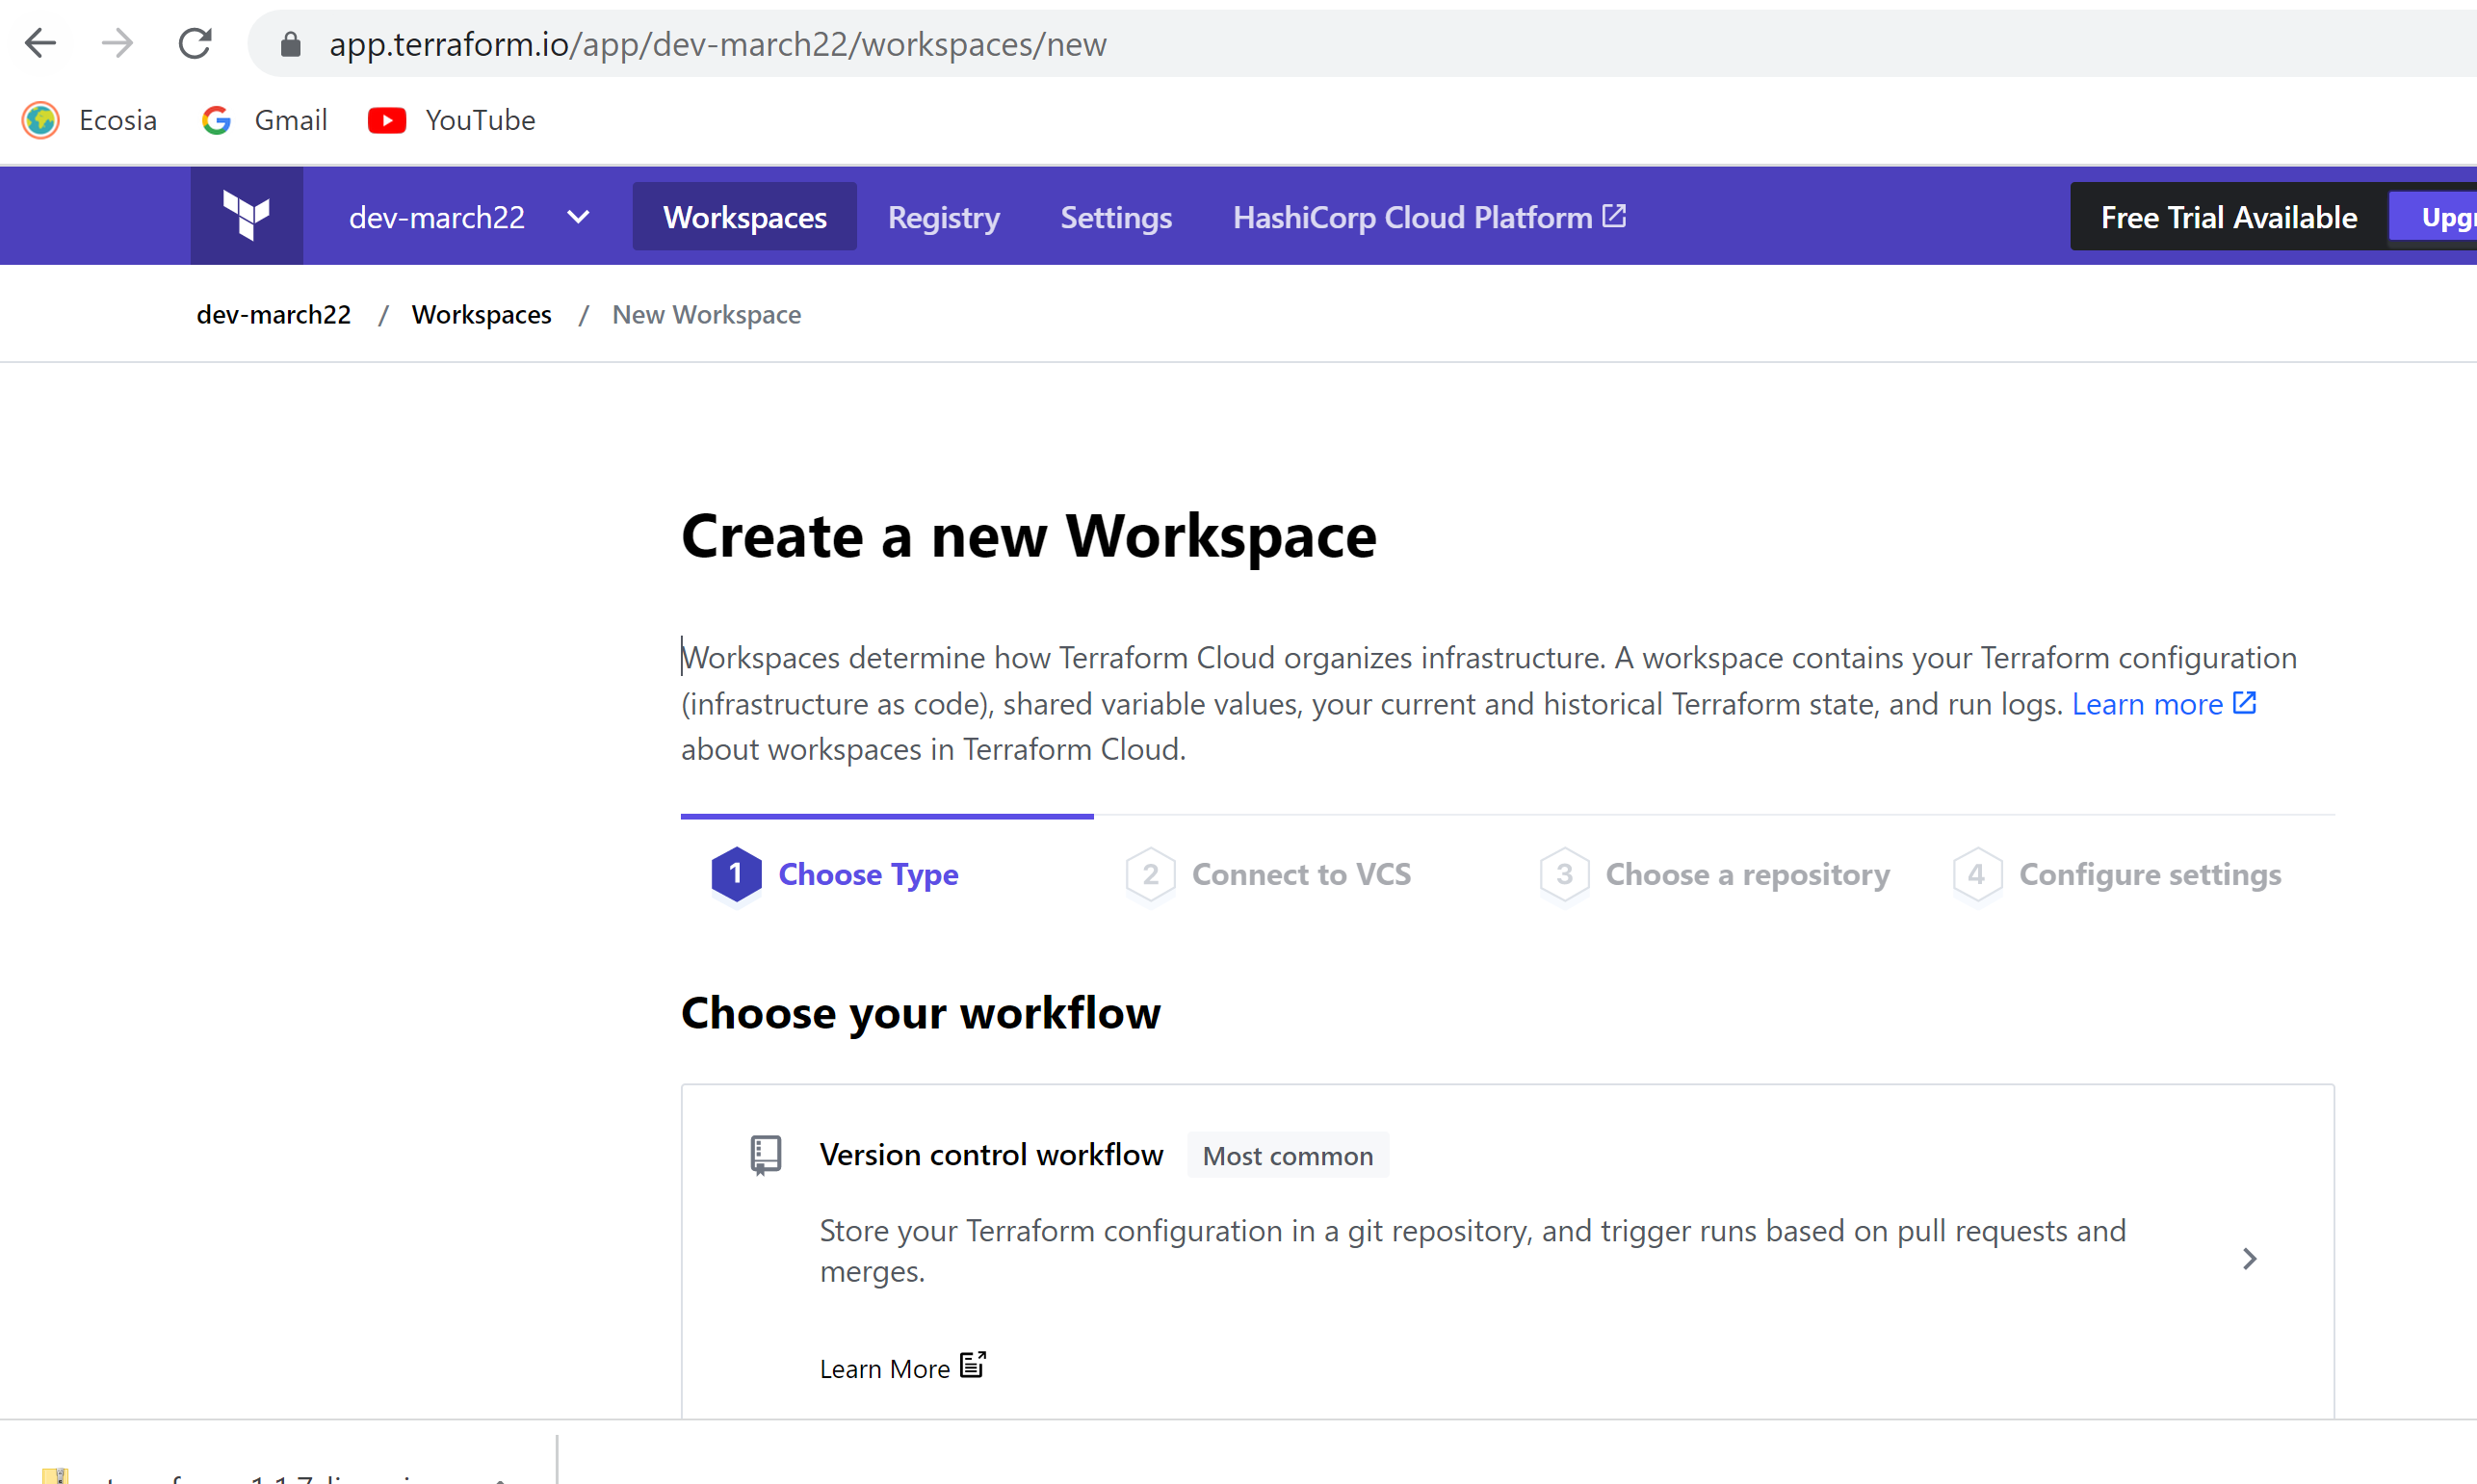 app.terraform.io/app/dev-march22/workspaces/new
Ecosia Gmail YouTube
dev-march22 Workspaces Registry Settings HashiCorp Cloud Platform Free Trial Available
dev-march22 / Workspaces / New Workspace
Create a new Workspace
Workspaces determine how Terraform Cloud organizes infrastructure. A workspace contains your Terraform configuration
(infrastructure as code), shared variable values, your current and historical Terraform state, and run logs. Learn more
about workspaces in Terraform Cloud.
1 Choose Type 2 Connect to VCS 3 Choose a repository 4 Configure settings
Choose your workflow
Version control workflow Most common
Store your Terraform configuration in a git repository, and trigger runs based on pull requests and
merges.
Learn More